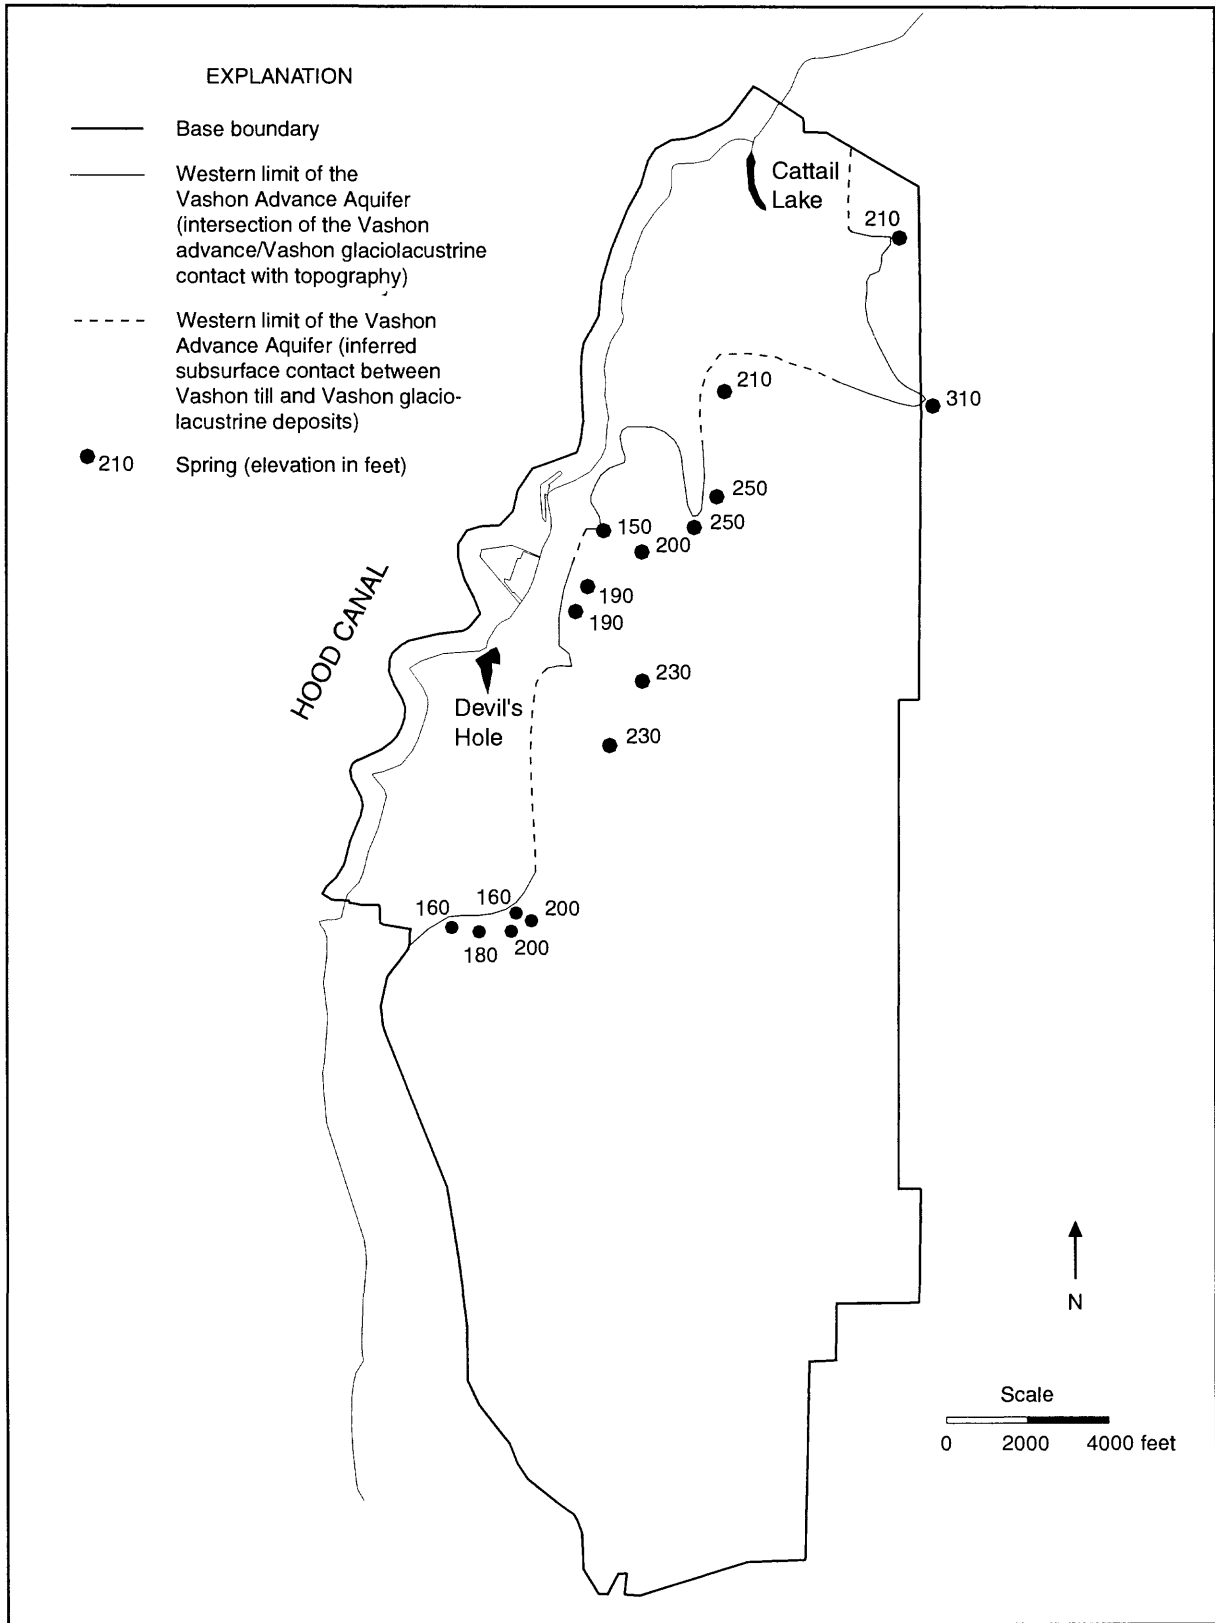 EXPLANATION
Base boundary
Western limit of the
Vashon Advance Aquifer
(intersection of the Vashon
advance/Vashon glaciolacustrine
contact with topography)
Western limit of the Vashon
Advance Aquifer (inferred
subsurface contact between
Vashon till and Vashon glacio-
lacustrine deposits)
210 Spring (elevation in feet)
Cattail
Lake
210
210
310
250
250
150
200
190
190
230
230
HOOD CANAL
Devil's
Hole
160
160
200
180
200
N
Scale
0 2000 4000 feet